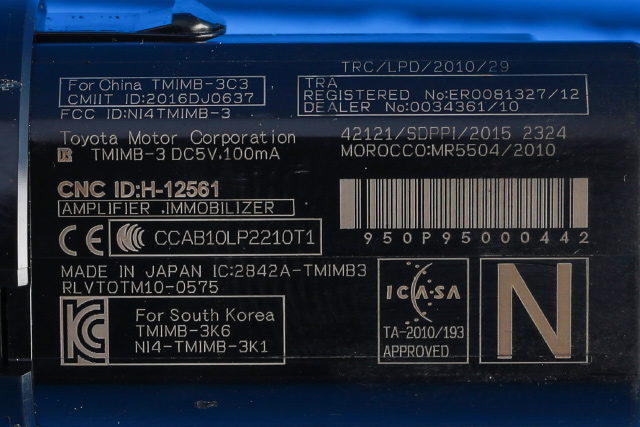 TRC/LPD/2010/29
For China TMIMB-3C3
CMIIT ID:2016DJ0637
TRA
REGISTERED No:ER0081327/12
DEALER No:0034361/10
FCC ID:NI4TMIMB-3
Toyota Motor Corporation
42121/SDPPI/2015 2324
R TMIMB-3 DC5V,100mA
MOROCCO:MR5504/2010
CNC ID:H-12561
AMPLIFIER ,IMMOBILIZER
950P95000442
CE CCC CCAB10LP2210T1
MADE IN JAPAN IC:2842A-TMIMB3
RLVTOTM10-0575
ICASA
TA-2010/193
APPROVED
N
KC
For South Korea
TMIMB-3K6
NI4-TMIMB-3K1